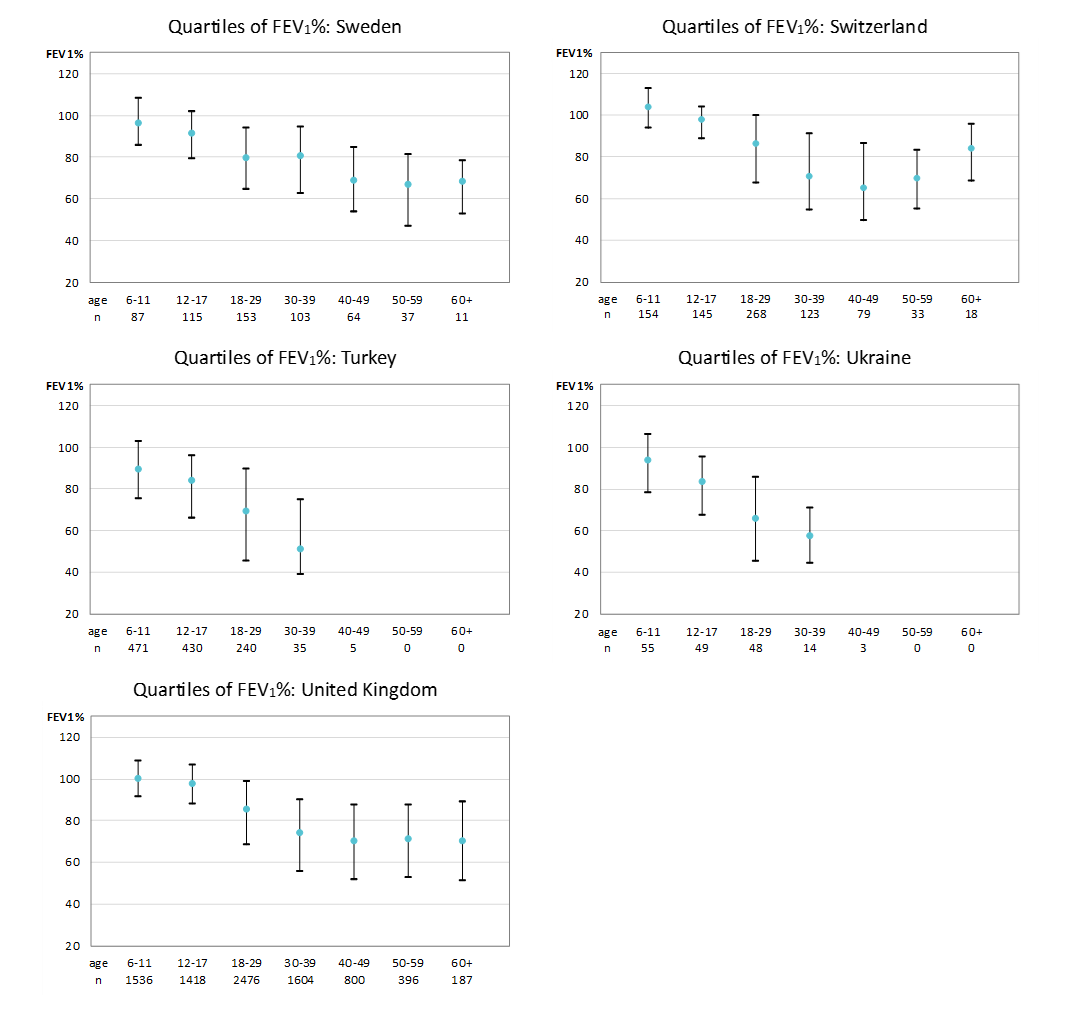 Quartiles of FEV₁%: Sweden
FEV1%
120
100
80
60
40
20
age 6-11 12-17 18-29 30-39 40-49 50-59 60+
n 87 115 153 103 64 37 11
Quartiles of FEV₁%: Switzerland
FEV1%
120
100
80
60
40
20
age 6-11 12-17 18-29 30-39 40-49 50-59 60+
n 154 145 268 123 79 33 18
Quartiles of FEV₁%: Turkey
FEV1%
120
100
80
60
40
20
age 6-11 12-17 18-29 30-39 40-49 50-59 60+
n 471 430 240 35 5 0 0
Quartiles of FEV₁%: Ukraine
FEV1%
120
100
80
60
40
20
age 6-11 12-17 18-29 30-39 40-49 50-59 60+
n 55 49 48 14 3 0 0
Quartiles of FEV₁%: United Kingdom
FEV1%
120
100
80
60
40
20
age 6-11 12-17 18-29 30-39 40-49 50-59 60+
n 1536 1418 2476 1604 800 396 187